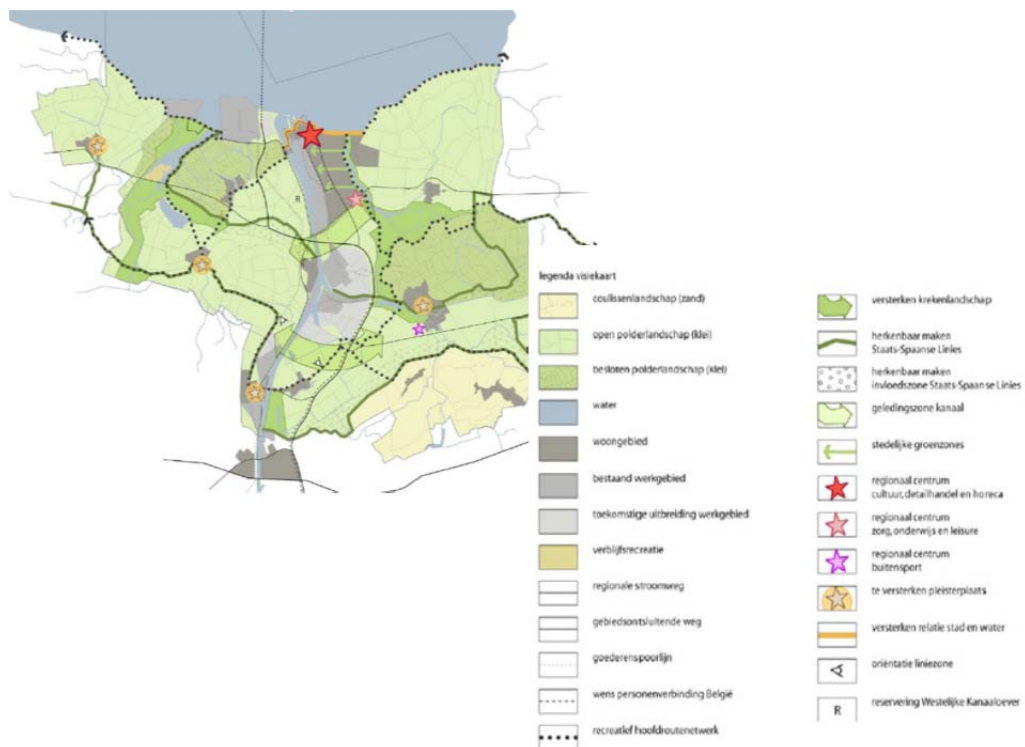 R
legenda visiekaart
coulissenlandschap (zand)
open polderlandschap (klei)
besloten polderlandschap (klei)
water
woongebied
bestaand werkgebied
toekomstige uitbreiding werkgebied
verblijfsrecreatie
regionale stroomweg
gebiedsontsluitende weg
goederenspoorlijn
wens personenverbinding België
recreatief hoofdroutenetwerk
versterken krekenlandschap
herkenbaar maken
Staats-Spaanse Linies
herkenbaar maken
invloedszone Staats-Spaanse Linies
geledingszone kanaal
stedelijke groenzones
regionaal centrum
cultuur, detailhandel en horeca
regionaal centrum
zorg, onderwijs en leisure
regionaal centrum
buitensport
te versterken pleisterplaats
versterken relatie stad en water
oriëntatie liniezone
R
reservering Westelijke Kanaaloever